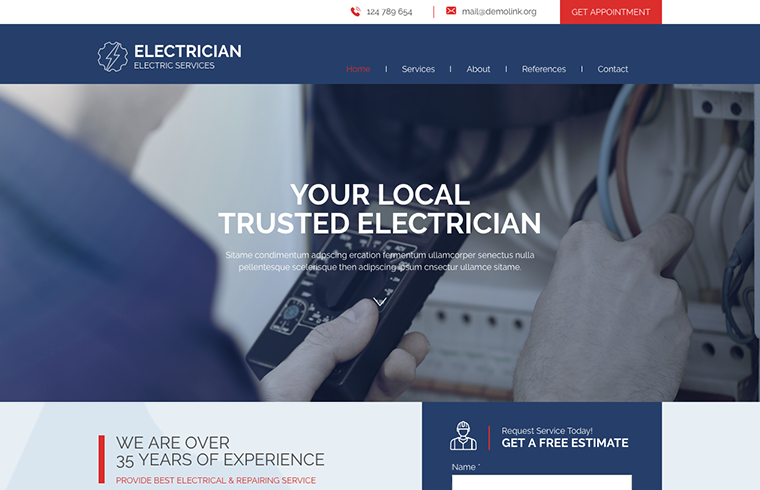 124 789 654
mail@demolink.org
GET APPOINTMENT
ELECTRICIAN
ELECTRIC SERVICES
Home
Services
About
References
Contact
YOUR LOCAL
TRUSTED ELECTRICIAN
Sitame condimentum adipscing ercation fermentum ullamcorper senectus nulla
pellentesque scelerisque then adipscing ipsum cnsectur ullamce sitame.
WE ARE OVER
35 YEARS OF EXPERIENCE
PROVIDE BEST ELECTRICAL & REPAIRING SERVICE
Request Service Today!
GET A FREE ESTIMATE
Name *